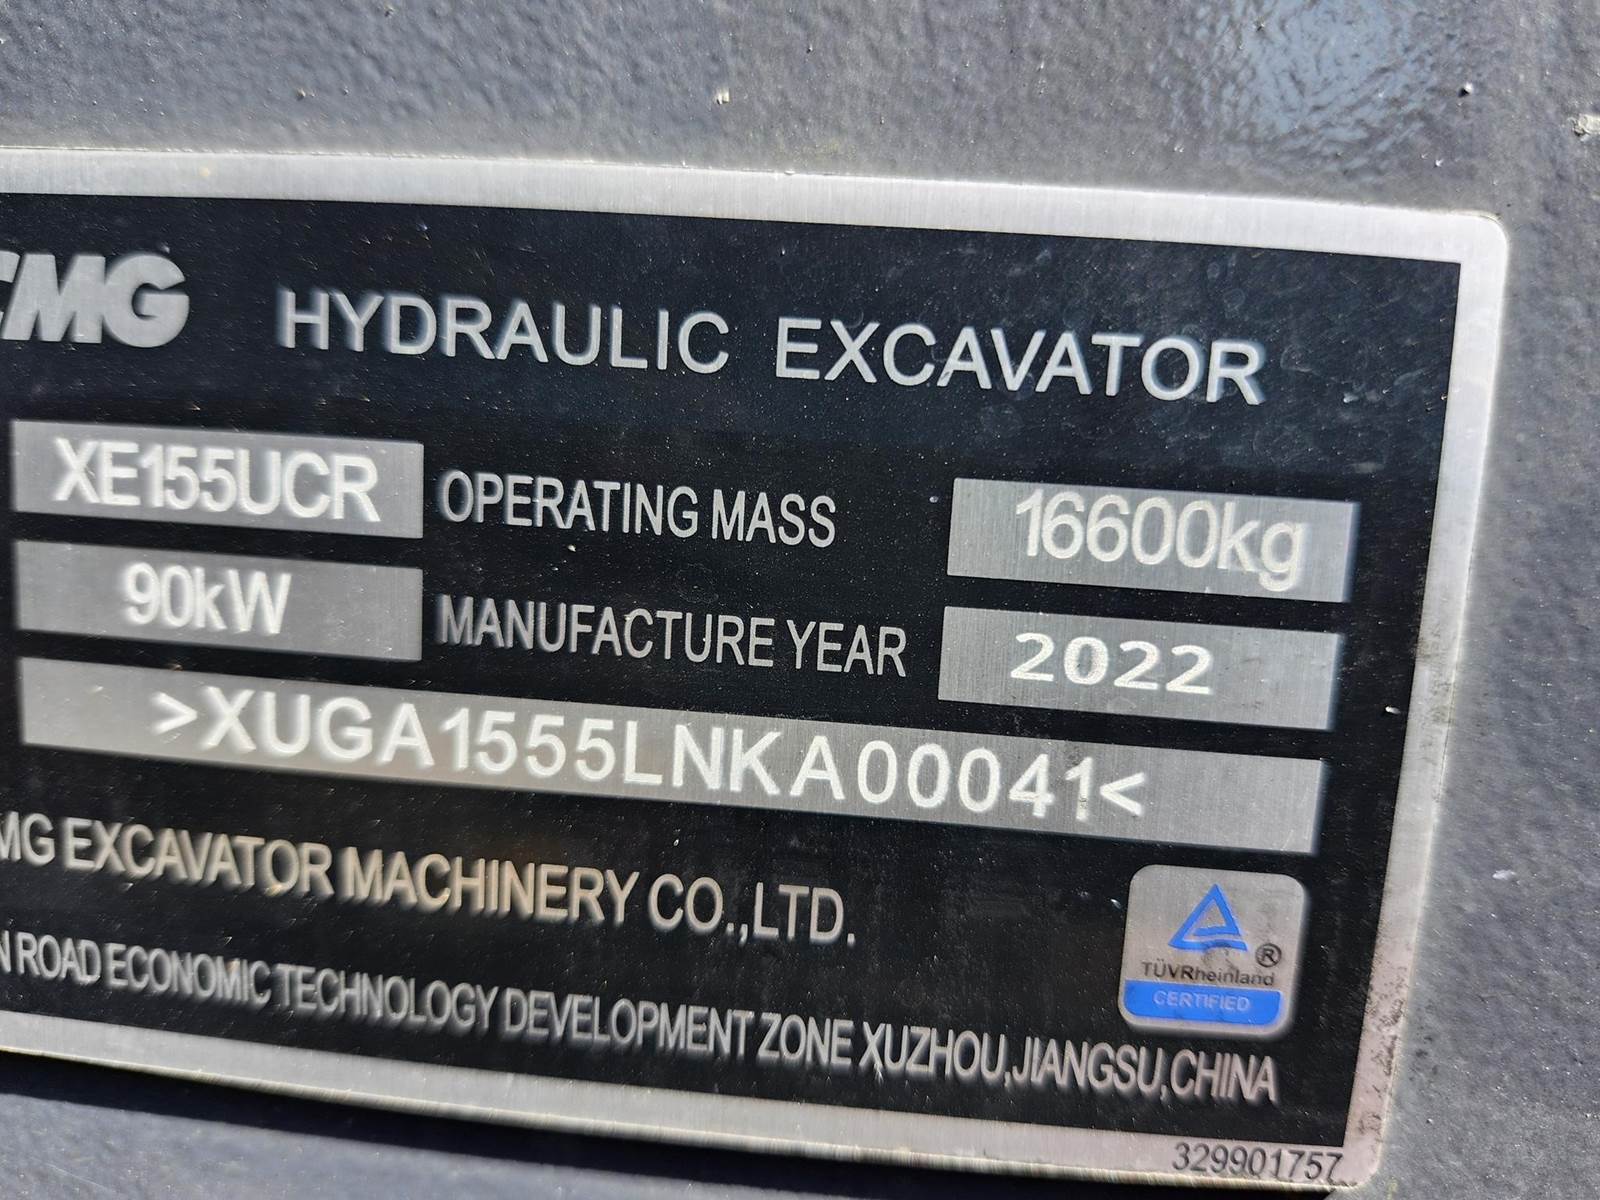 XCMG HYDRAULIC EXCAVATOR
XE155UCR OPERATING MASS 16600kg
90kW MANUFACTURE YEAR 2022
>XUGA1555LNKA00041<
MG EXCAVATOR MACHINERY CO.,LTD.
N ROAD ECONOMIC TECHNOLOGY DEVELOPMENT ZONE XUZHOU,JIANGSU,CHINA
TÜVRheinland ®
CERTIFIED
329901757